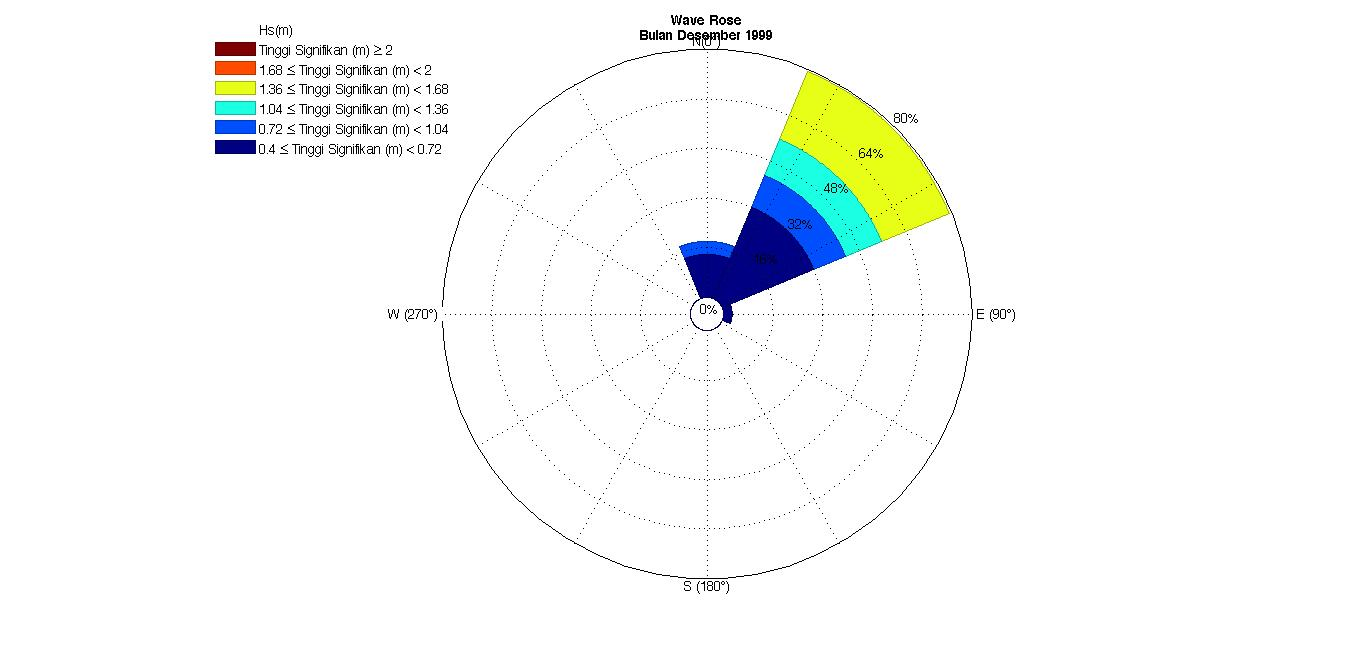 Wave Rose
Bulan Desember 1999
Hs(m)
Tinggi Signifikan (m) ≥ 2
1.68 ≤ Tinggi Signifikan (m) < 2
1.36 ≤ Tinggi Signifikan (m) < 1.68
1.04 ≤ Tinggi Signifikan (m) < 1.36
0.72 ≤ Tinggi Signifikan (m) < 1.04
0.4 ≤ Tinggi Signifikan (m) < 0.72
N(0°)
80%
64%
48%
32%
16%
0%
W (270°)
E (90°)
S (180°)